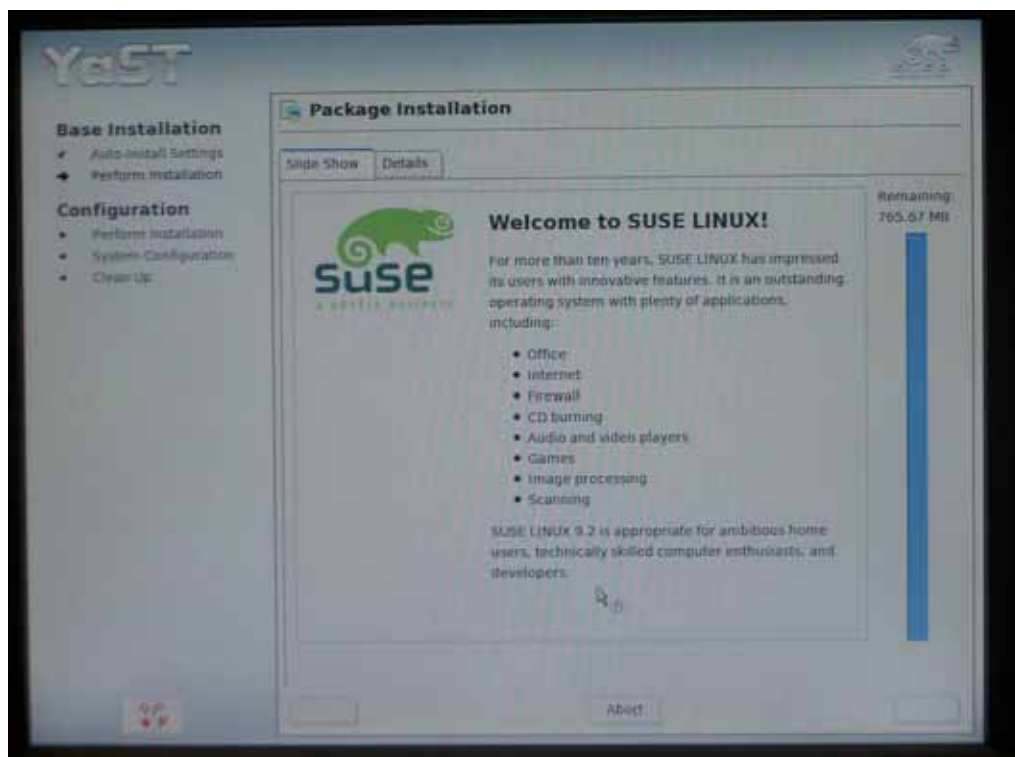 YaST
Base Installation
Auto-install Settings
Perform Installation
Configuration
Perform Installation
System Configuration
Clean Up
Package Installation
Slide Show
Details
SUSE
a novell business
Welcome to SUSE LINUX!
For more than ten years, SUSE LINUX has impressed
its users with innovative features. It is an outstanding
operating system with plenty of applications,
including:
Office
Internet
Firewall
CD burning
Audio and video players
Games
Image processing
Scanning
SUSE LINUX 9.2 is appropriate for ambitious home
users, technically skilled computer enthusiasts, and
developers.
Remaining:
765.67 MB
Abort